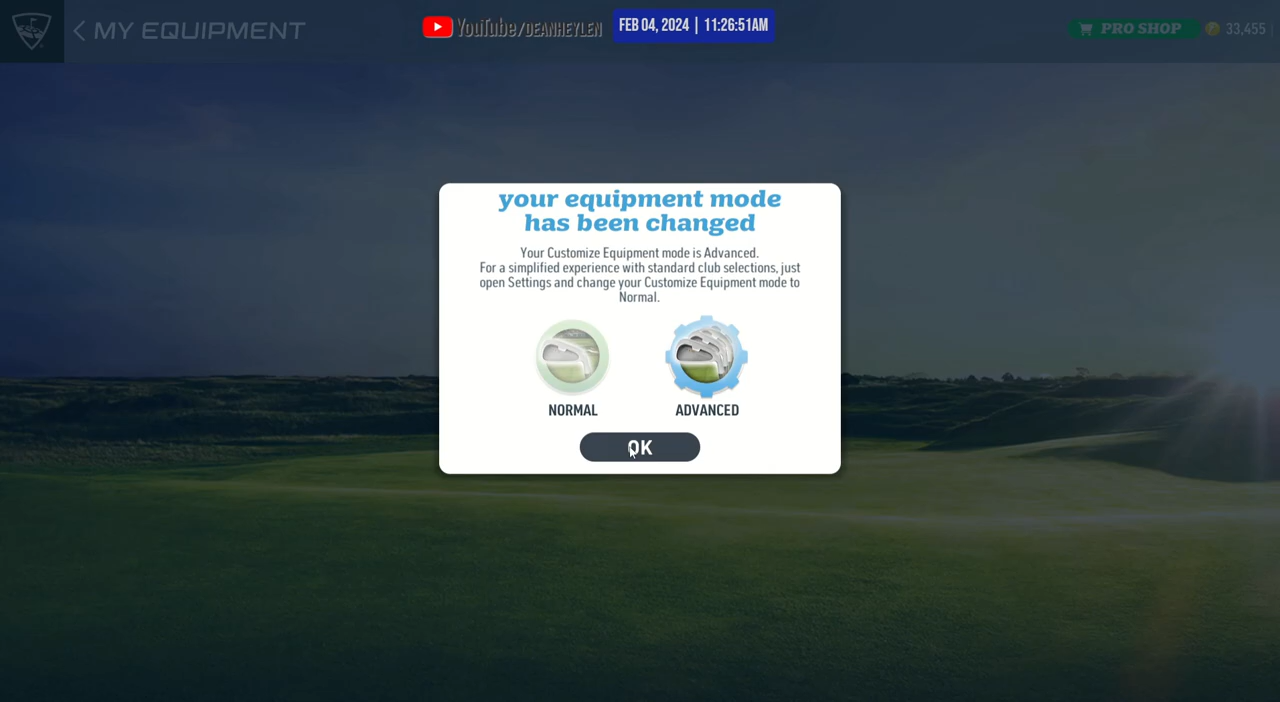 MY EQUIPMENT
YouTube/DEANHEYLEN
FEB 04, 2024 | 11:26:51AM
PRO SHOP
33,455
your equipment mode
has been changed
Your Customize Equipment mode is Advanced.
For a simplified experience with standard club selections, just
open Settings and change your Customize Equipment mode to
Normal.
NORMAL
ADVANCED
OK